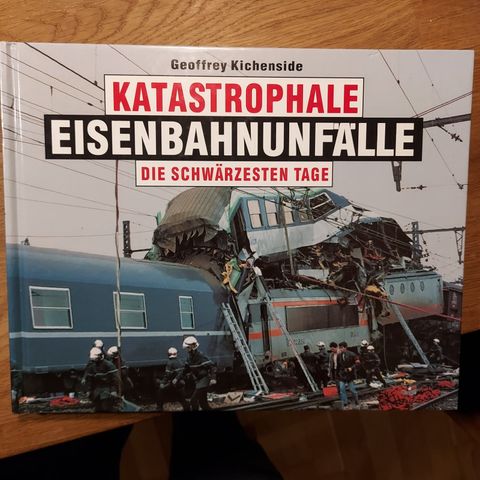 Geoffrey Kichenside
KATASTROPHALE
EISENBAHNUNFÄLLE
DIE SCHWÄRZESTEN TAGE